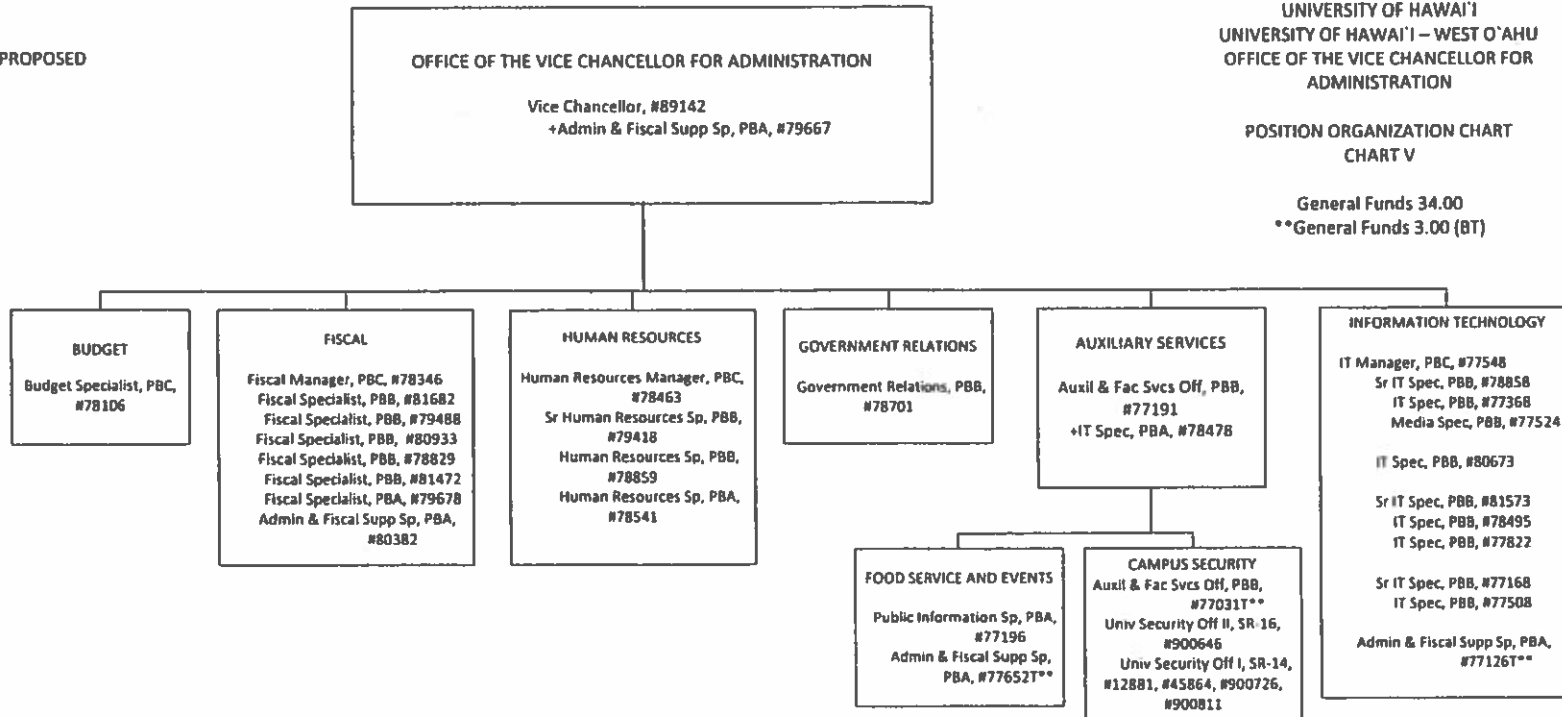 PROPOSED
UNIVERSITY OF HAWAI`I
UNIVERSITY OF HAWAI`I – WEST O`AHU
OFFICE OF THE VICE CHANCELLOR FOR
ADMINISTRATION
POSITION ORGANIZATION CHART
CHART V
General Funds 34.00
**General Funds 3.00 (BT)
OFFICE OF THE VICE CHANCELLOR FOR ADMINISTRATION
Vice Chancellor, #89142
+Admin & Fiscal Supp Sp, PBA, #79667
BUDGET
Budget Specialist, PBC,
#78106
FISCAL
Fiscal Manager, PBC, #78346
Fiscal Specialist, PBB, #81682
Fiscal Specialist, PBB, #79488
Fiscal Specialist, PBB, #80933
Fiscal Specialist, PBB, #78829
Fiscal Specialist, PBB, #81472
Fiscal Specialist, PBA, #79678
Admin & Fiscal Supp Sp, PBA,
#80382
HUMAN RESOURCES
Human Resources Manager, PBC,
#78463
Sr Human Resources Sp, PBB,
#79418
Human Resources Sp, PBB,
#78859
Human Resources Sp, PBA,
#78541
GOVERNMENT RELATIONS
Government Relations, PBB,
#78701
AUXILIARY SERVICES
Auxil & Fac Svcs Off, PBB,
#77191
+IT Spec, PBA, #78478
INFORMATION TECHNOLOGY
IT Manager, PBC, #77548
Sr IT Spec, PBB, #78858
IT Spec, PBB, #77368
Media Spec, PBB, #77524
IT Spec, PBB, #80673
Sr IT Spec, PBB, #81573
IT Spec, PBB, #78495
IT Spec, PBB, #77822
Sr IT Spec, PBB, #77168
IT Spec, PBB, #77508
Admin & Fiscal Supp Sp, PBA,
#77126T**
FOOD SERVICE AND EVENTS
Public Information Sp, PBA,
#77196
Admin & Fiscal Supp Sp,
PBA, #77652T**
CAMPUS SECURITY
Auxil & Fac Svcs Off, PBB,
#77031T**
Univ Security Off II, SR-16,
#900646
Univ Security Off I, SR-14,
#12881, #45864, #900726,
#900811